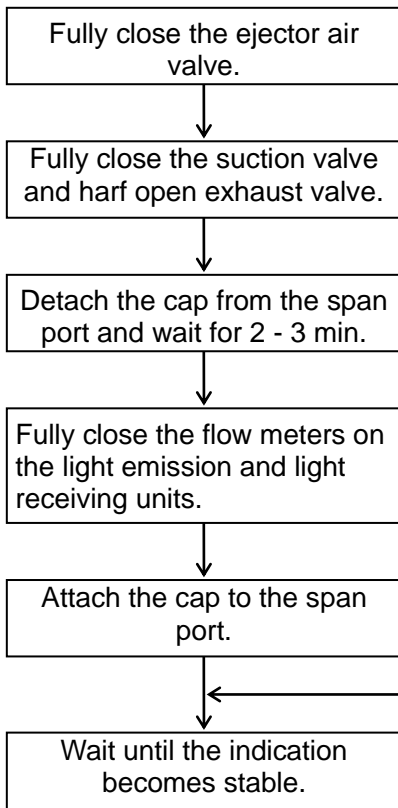 Fully close the ejector air
valve.
Fully close the suction valve
and harf open exhaust valve.
Detach the cap from the span
port and wait for 2 - 3 min.
Fully close the flow meters on
the light emission and light
receiving units.
Attach the cap to the span
port.
Wait until the indication
becomes stable.